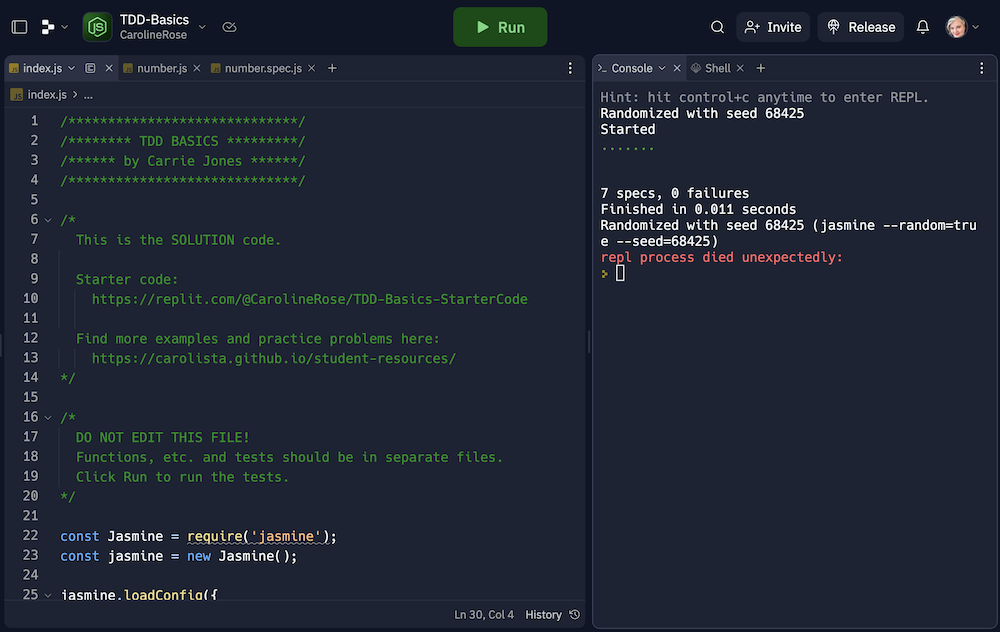 TDD-Basics
CarolineRose
Run
Invite
Release
index.js
number.js
number.spec.js
index.js > ...
1 /*****************************/
2 /******** TDD BASICS *********/
3 /****** by Carrie Jones ******/
4 /*****************************/
5
6 /*
7 This is the SOLUTION code.
8
9 Starter code:
10 https://replit.com/@CarolineRose/TDD-Basics-StarterCode
11
12 Find more examples and practice problems here:
13 https://carolista.github.io/student-resources/
14 */
15
16 /*
17 DO NOT EDIT THIS FILE!
18 Functions, etc. and tests should be in separate files.
19 Click Run to run the tests.
20 */
21
22 const Jasmine = require('jasmine');
23 const jasmine = new Jasmine();
24
25 jasmine.loadConfig({
Ln 30, Col 4 History
Console
Shell
Hint: hit control+c anytime to enter REPL.
Randomized with seed 68425
Started
.......
7 specs, 0 failures
Finished in 0.011 seconds
Randomized with seed 68425 (jasmine --random=tru
e --seed=68425)
repl process died unexpectedly: